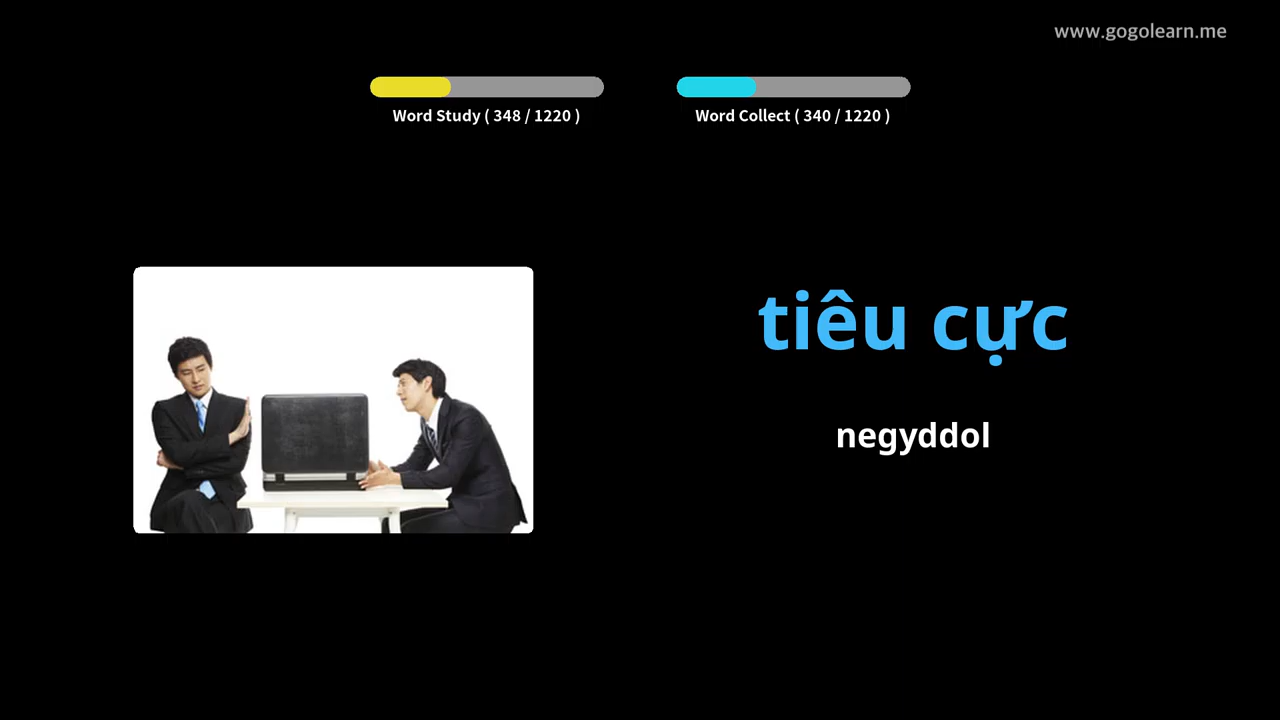 www.gogolearn.me
Word Study ( 348 / 1220 )
Word Collect ( 340 / 1220 )
tiêu cực
negyddol